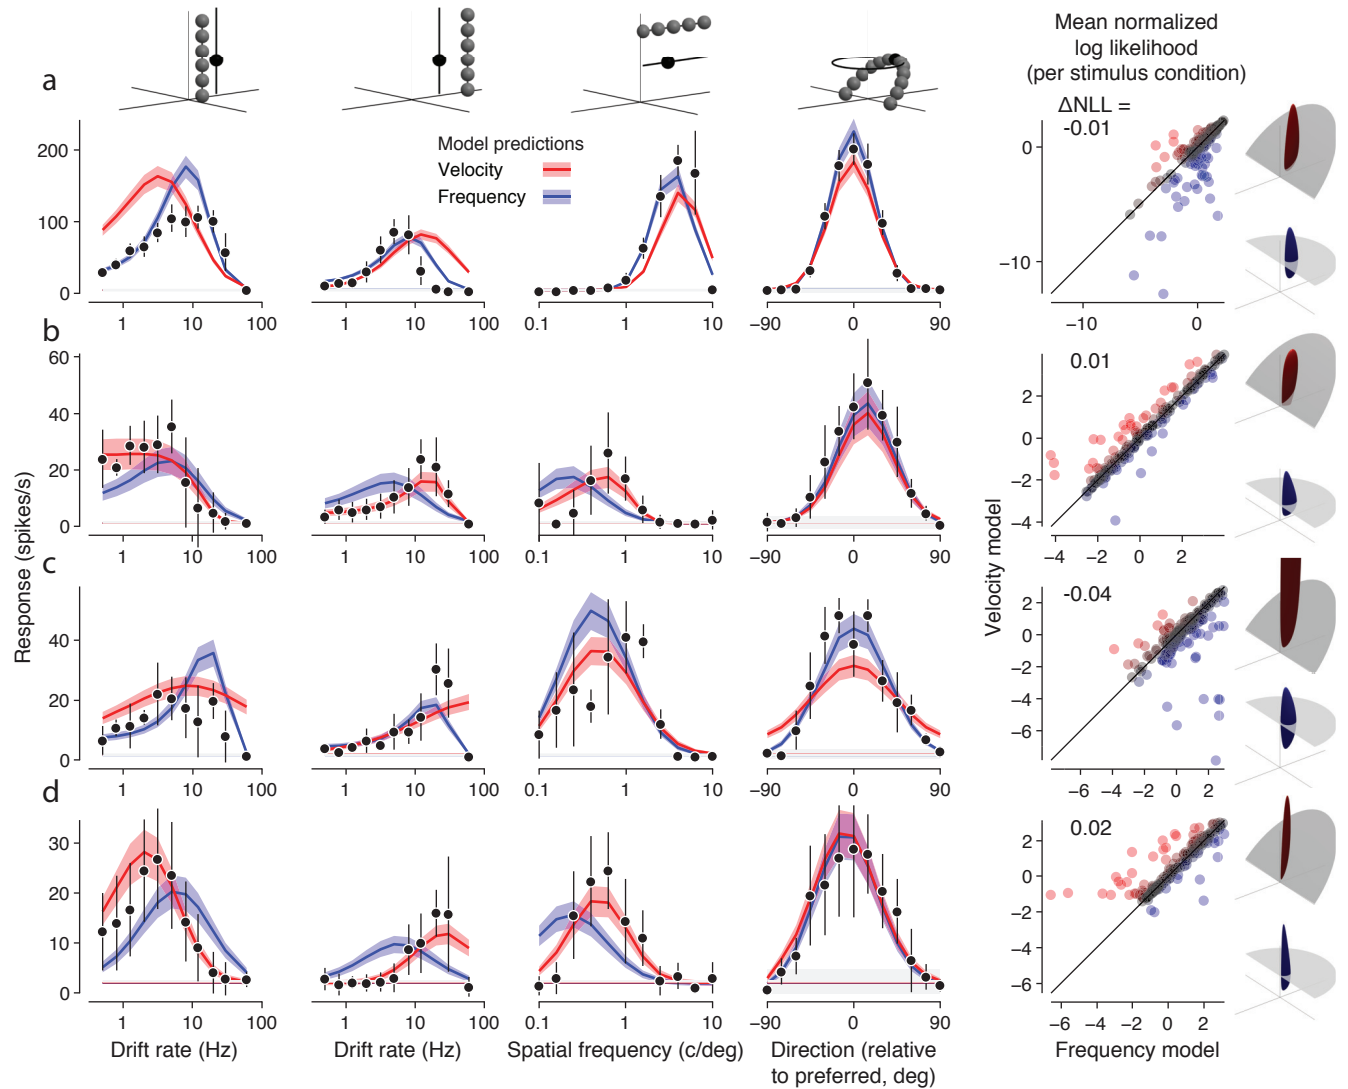 Mean normalized
log likelihood
(per stimulus condition)
a
ΔNLL =
-0.01
Model predictions
Velocity
Frequency
200
100
0
1 10 100
1 10 100
0.1 1 10
−90 0 90
0
−10
−10 0
b
60
40
20
0
1 10 100
1 10 100
0.1 1 10
−90 0 90
0.01
2
0
−2
−4
−4 −2 0 2
c
40
20
0
1 10 100
1 10 100
0.1 1 10
−90 0 90
-0.04
2
0
−2
−4
−6
−6 −4 −2 0 2
d
30
20
10
0
1 10 100
1 10 100
0.1 1 10
−90 0 90
0.02
2
0
−2
−4
−6
−6 −4 −2 0 2
Response (spikes/s)
Velocity model
Drift rate (Hz)
Drift rate (Hz)
Spatial frequency (c/deg)
Direction (relative
to preferred, deg)
Frequency model